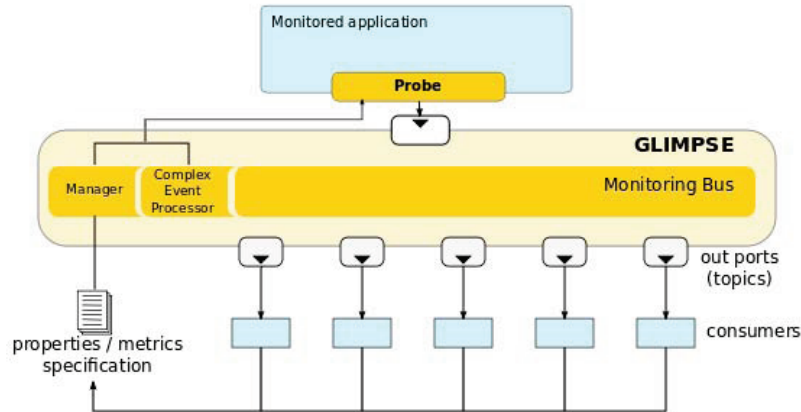 Monitored application
Probe
GLIMPSE
Manager
Complex
Event
Processor
Monitoring Bus
out ports
(topics)
properties / metrics
specification
consumers